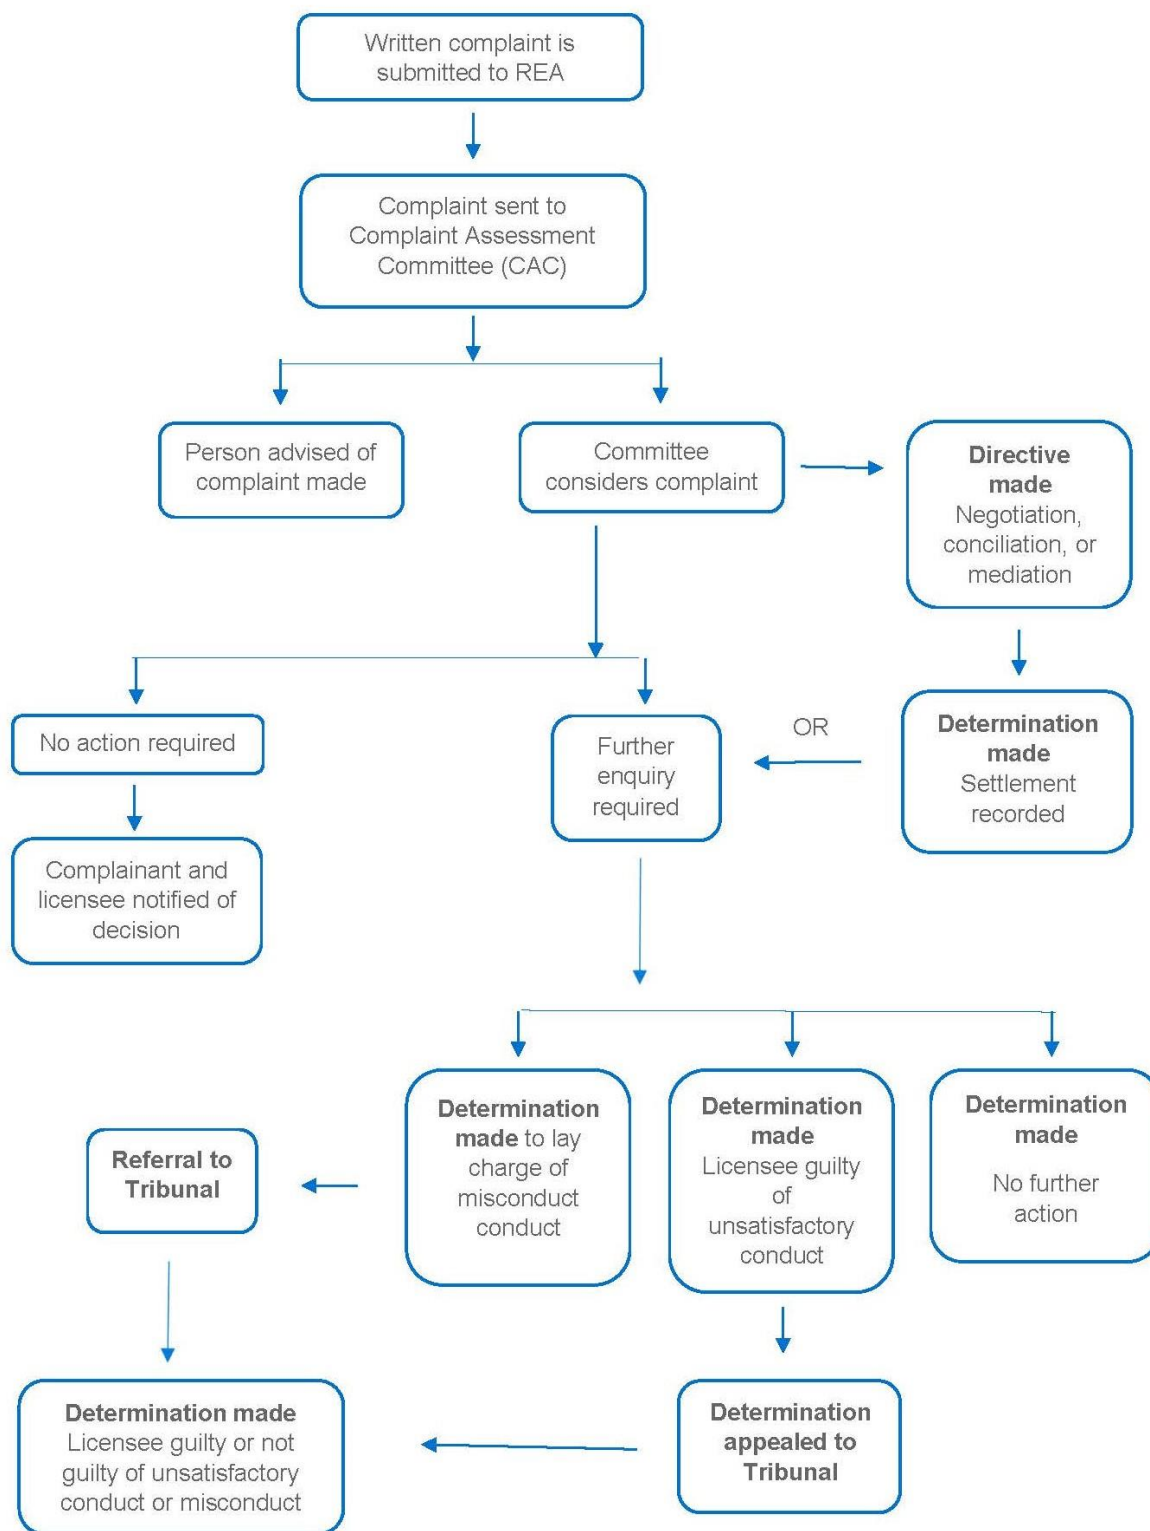 Written complaint is
submitted to REA
Complaint sent to
Complaint Assessment
Committee (CAC)
Person advised of
complaint made
Committee
considers complaint
Directive
made
Negotiation,
conciliation, or
mediation
No action required
Further
enquiry
required
OR
Determination
made
Settlement
recorded
Complainant and
licensee notified of
decision
Referral to
Tribunal
Determination
made to lay
charge of
misconduct
conduct
Determination
made
Licensee guilty
of
unsatisfactory
conduct
Determination
made
No further
action
Determination made
Licensee guilty or not
guilty of unsatisfactory
conduct or misconduct
Determination
appealed to
Tribunal